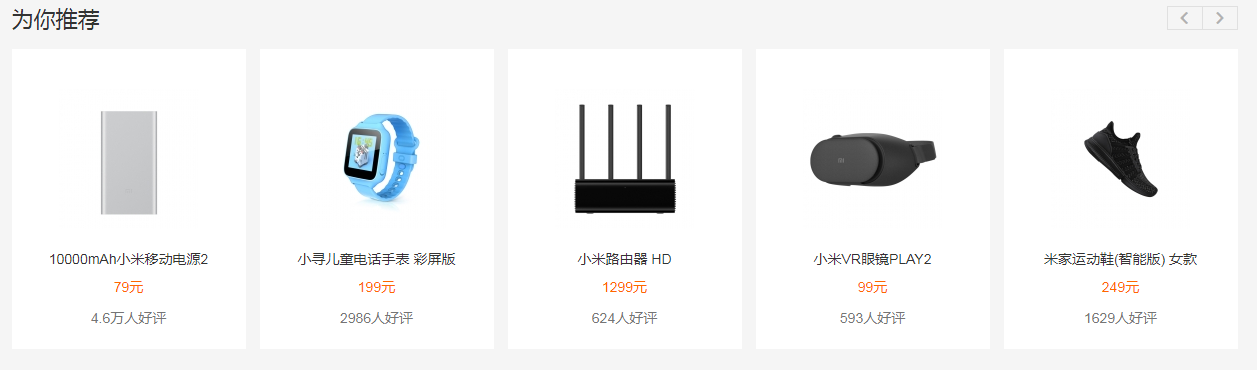 为你推荐
10000mAh小米移动电源2
79元
4.6万人好评
小寻儿童电话手表 彩屏版
199元
2986人好评
小米路由器 HD
1299元
624人好评
小米VR眼镜PLAY2
99元
593人好评
米家运动鞋(智能版) 女款
249元
1629人好评